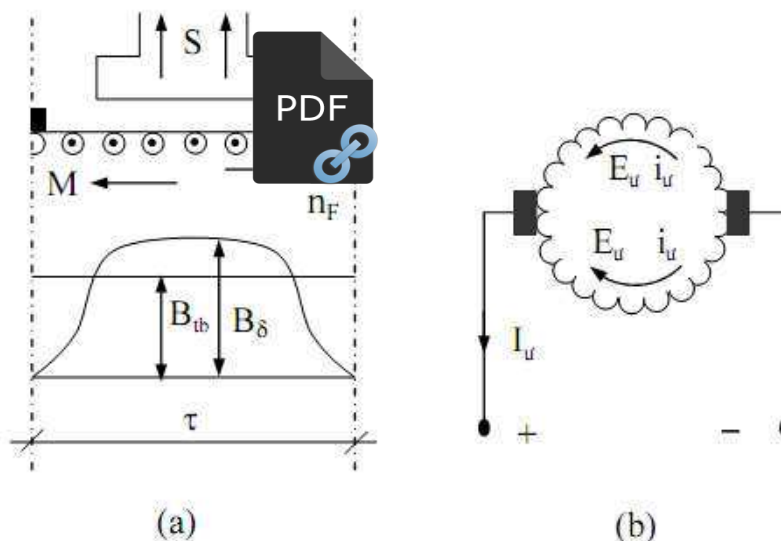 S
PDF
M
n_F
B_tb
B_δ
τ
(a)
E_ư i_ư
E_ư i_ư
I_ư
+
−
(b)